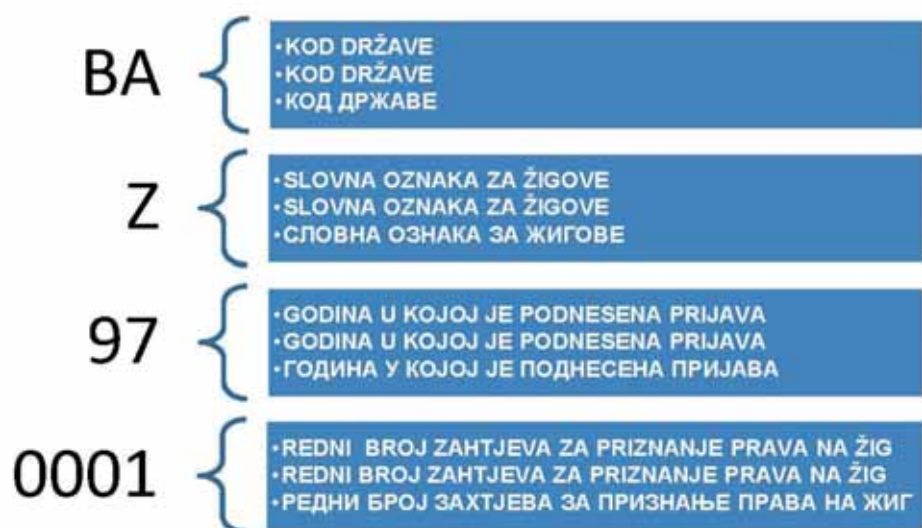 BA
•KOD DRŽAVE
•KOD DRŽAVE
•КОД ДРЖАВЕ
Z
•SLOVNA OZNAKA ZA ŽIGOVE
•SLOVNA OZNAKA ZA ŽIGOVE
•СЛОВНА ОЗНАКА ЗА ЖИГОВЕ
97
•GODINA U KOJOJ JE PODNESENA PRIJAVA
•GODINA U KOJOJ JE PODNESENA PRIJAVA
•ГОДИНА У КОЈОЈ ЈЕ ПОДНЕСЕНА ПРИЈАВА
0001
•REDNI BROJ ZAHTJEVA ZA PRIZNANJE PRAVA NA ŽIG
•REDNI BROJ ZAHTJEVA ZA PRIZNANJE PRAVA NA ŽIG
•РЕДНИ БРОЈ ЗАХТЈЕВА ЗА ПРИЗНАЊЕ ПРАВА НА ЖИГ